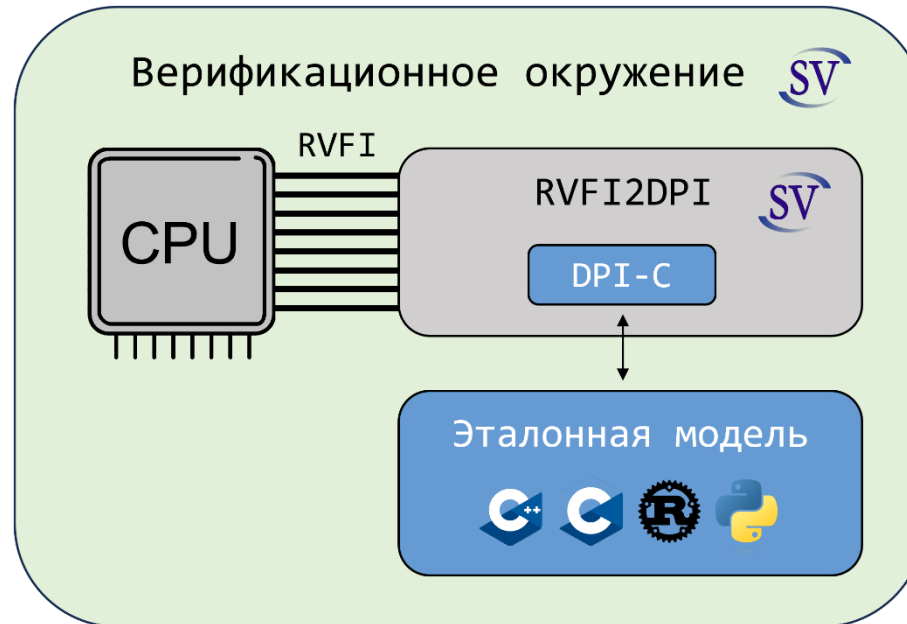 Верификационное окружение SV
RVFI
CPU
RVFI2DPI SV
DPI-C
Эталонная модель
C++ C R